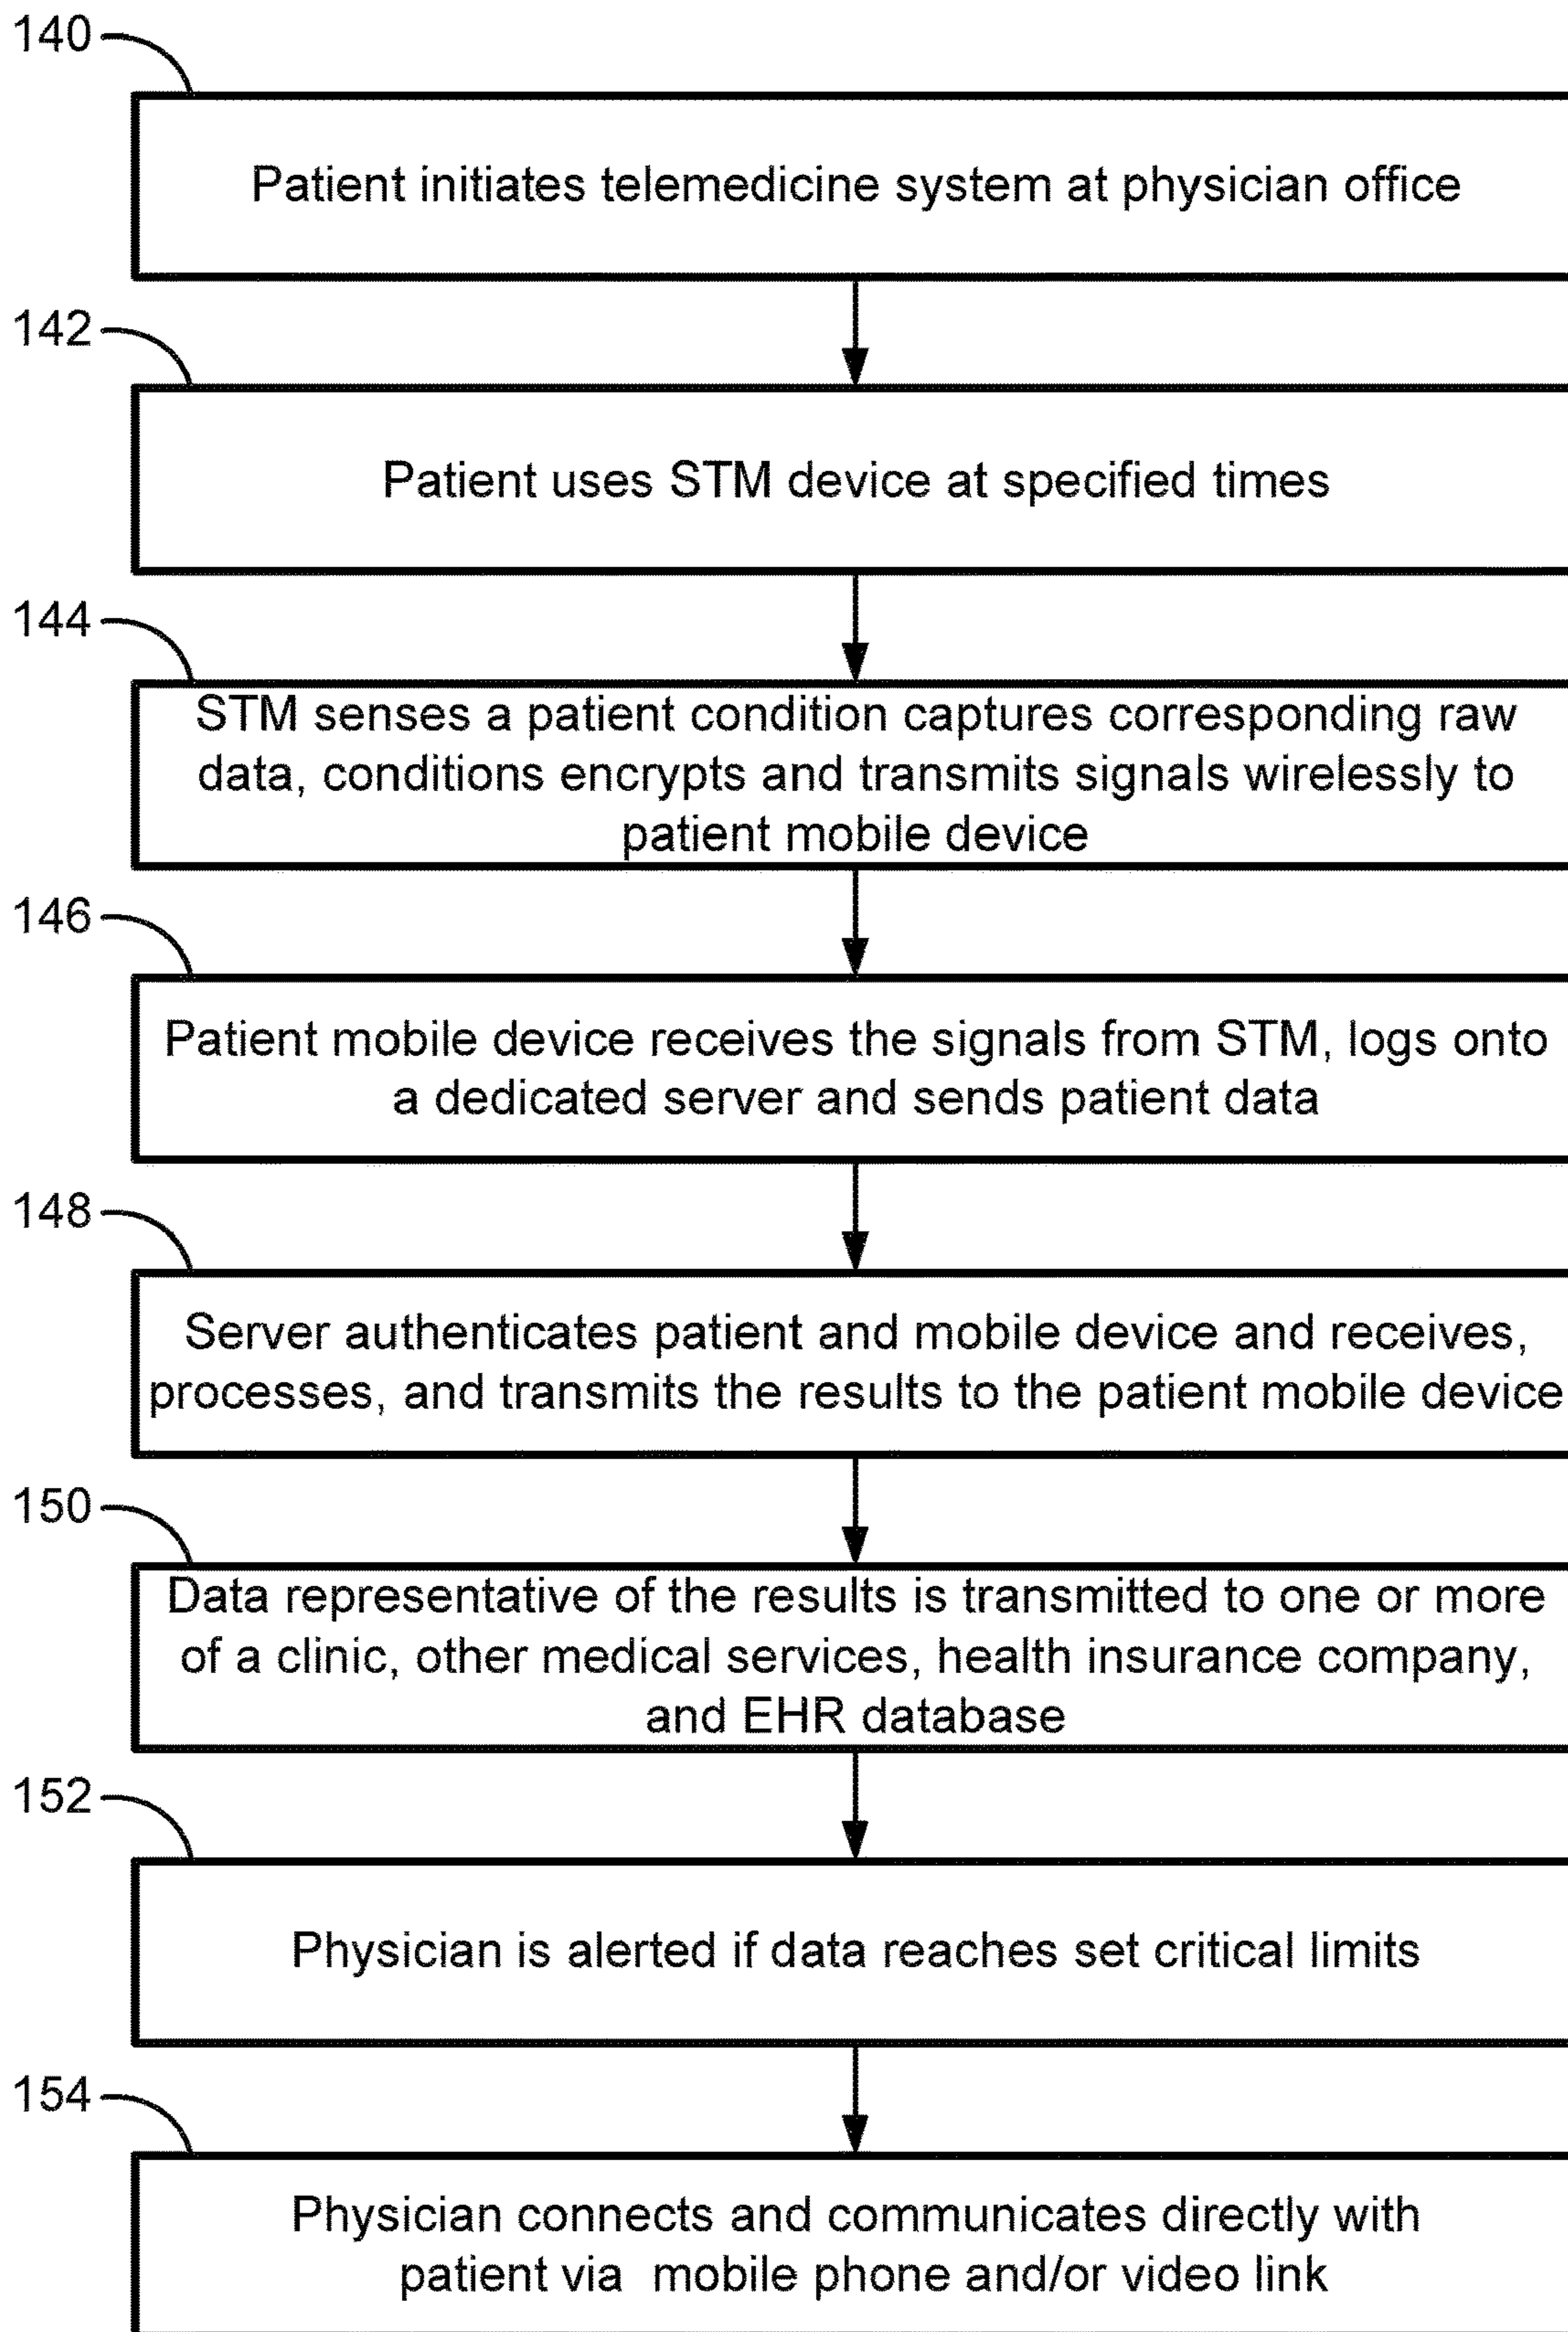 140
Patient initiates telemedicine system at physician office
142
Patient uses STM device at specified times
144
STM senses a patient condition captures corresponding raw
data, conditions encrypts and transmits signals wirelessly to
patient mobile device
146
Patient mobile device receives the signals from STM, logs onto
a dedicated server and sends patient data
148
Server authenticates patient and mobile device and receives,
processes, and transmits the results to the patient mobile device
150
Data representative of the results is transmitted to one or more
of a clinic, other medical services, health insurance company,
and EHR database
152
Physician is alerted if data reaches set critical limits
154
Physician connects and communicates directly with
patient via mobile phone and/or video link